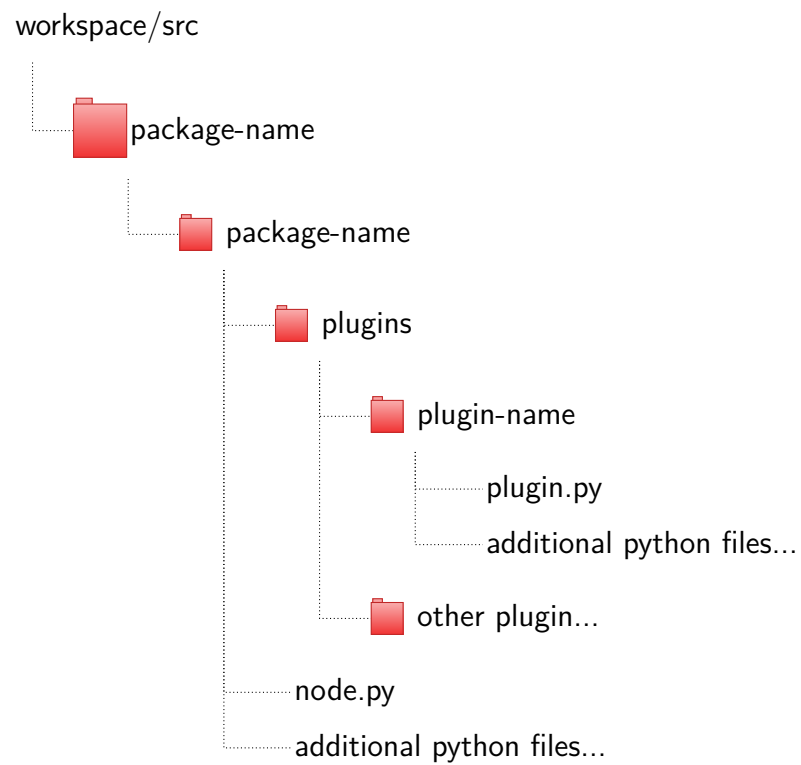 workspace/src
package-name
package-name
plugins
plugin-name
plugin.py
additional python files...
other plugin...
node.py
additional python files...